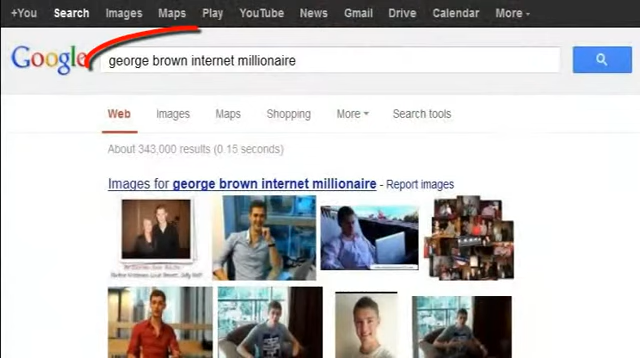 +You Search Images Maps Play YouTube News Gmail Drive Calendar More
Google george brown internet millionaire
Web Images Maps Shopping More Search tools
About 343,000 results (0.15 seconds)
Images for george brown internet millionaire - Report images